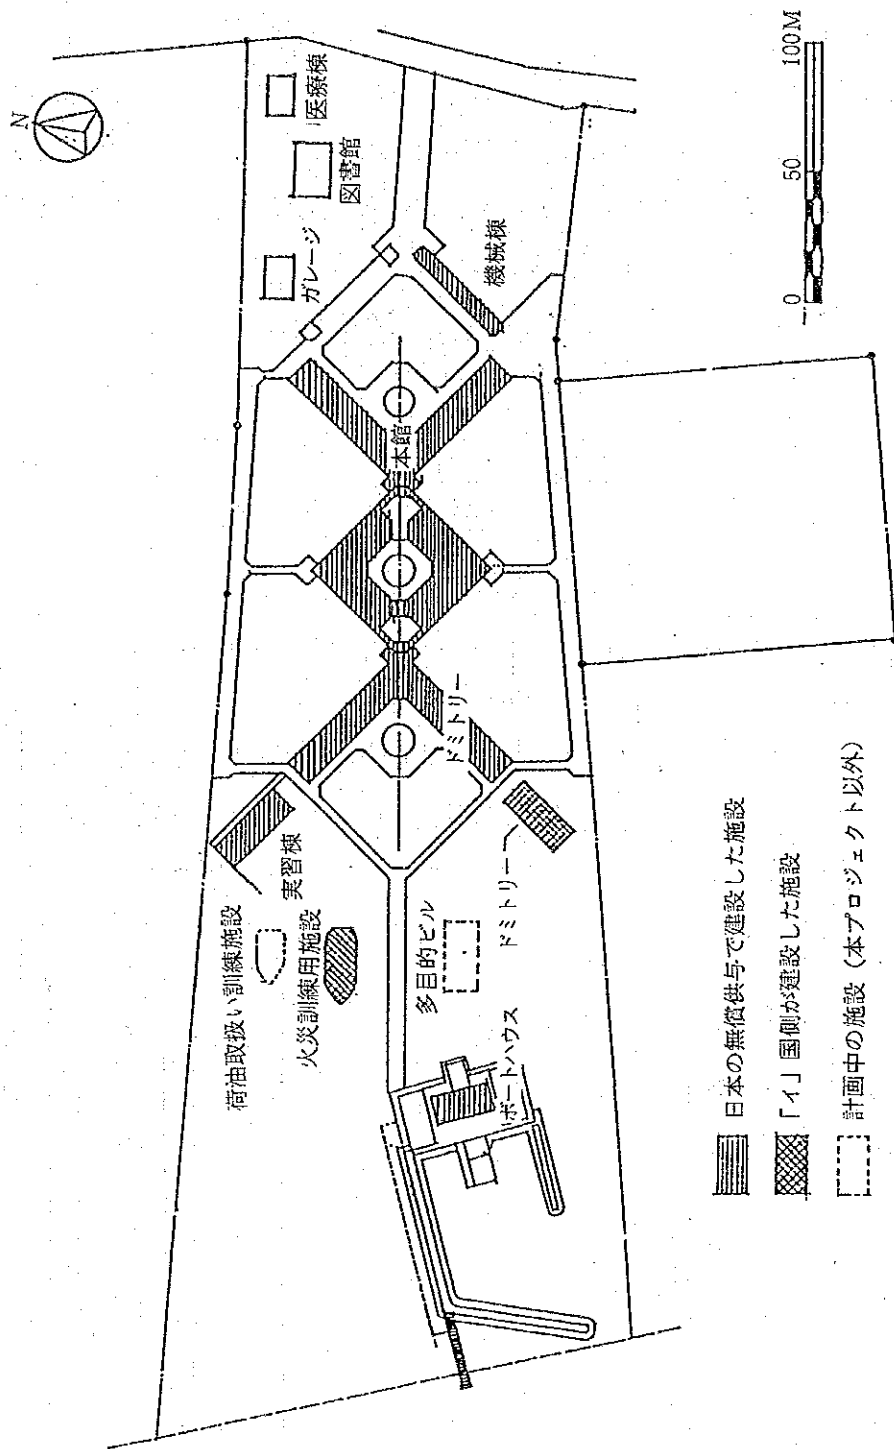 N
医療棟
図書館
ガレージ
機械棟
本館
ドミトリー
実習棟
荷油取扱い訓練施設
火災訓練用施設
多目的ビル
ドミトリー
ボートハウス
0 50 100M
日本の無償供与で建設した施設
「イ」国側が建設した施設
計画中の施設（本プロジェクト以外）